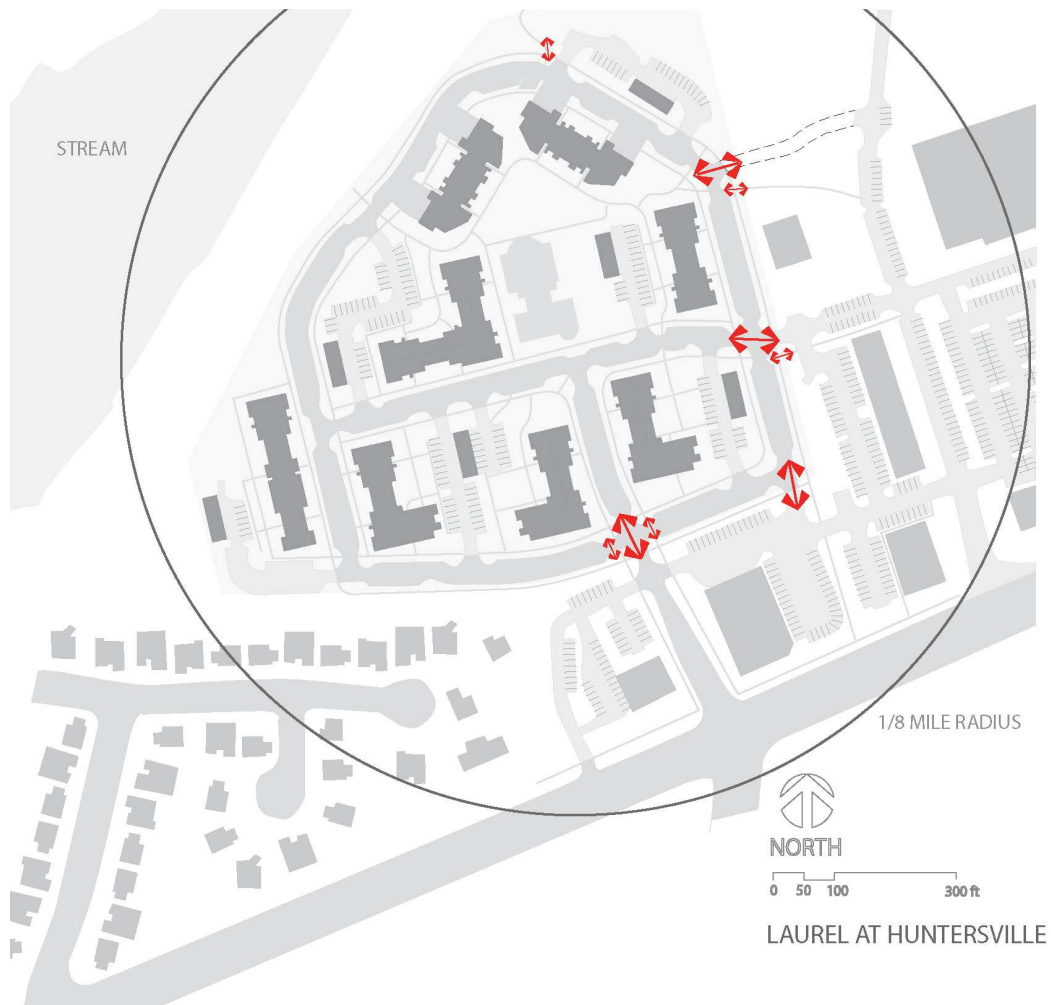 STREAM
1/8 MILE RADIUS
NORTH
0 50 100 300 ft
LAUREL AT HUNTERSVILLE